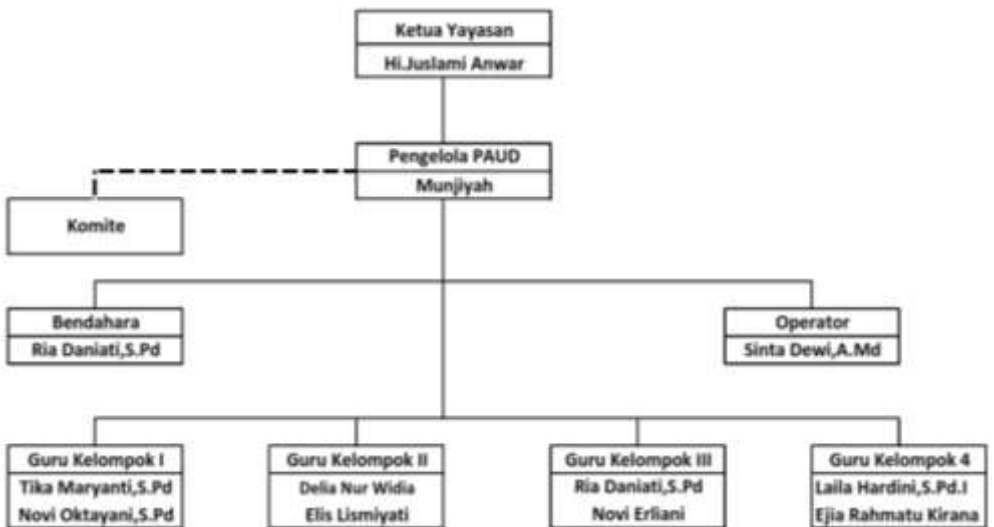 Ketua Yayasan
Hi.Juslami Anwar
Pengelola PAUD
Munjiyah
Komite
Bendahara
Ria Daniati,S.Pd
Operator
Sinta Dewi,A.Md
Guru Kelompok I
Tika Maryanti,S.Pd
Novi Oktayani,S.Pd
Guru Kelompok II
Delia Nur Widia
Elis Lismiyati
Guru Kelompok III
Ria Daniati,S.Pd
Novi Erliani
Guru Kelompok 4
Laila Hardini,S.Pd.I
Ejia Rahmatu Kirana